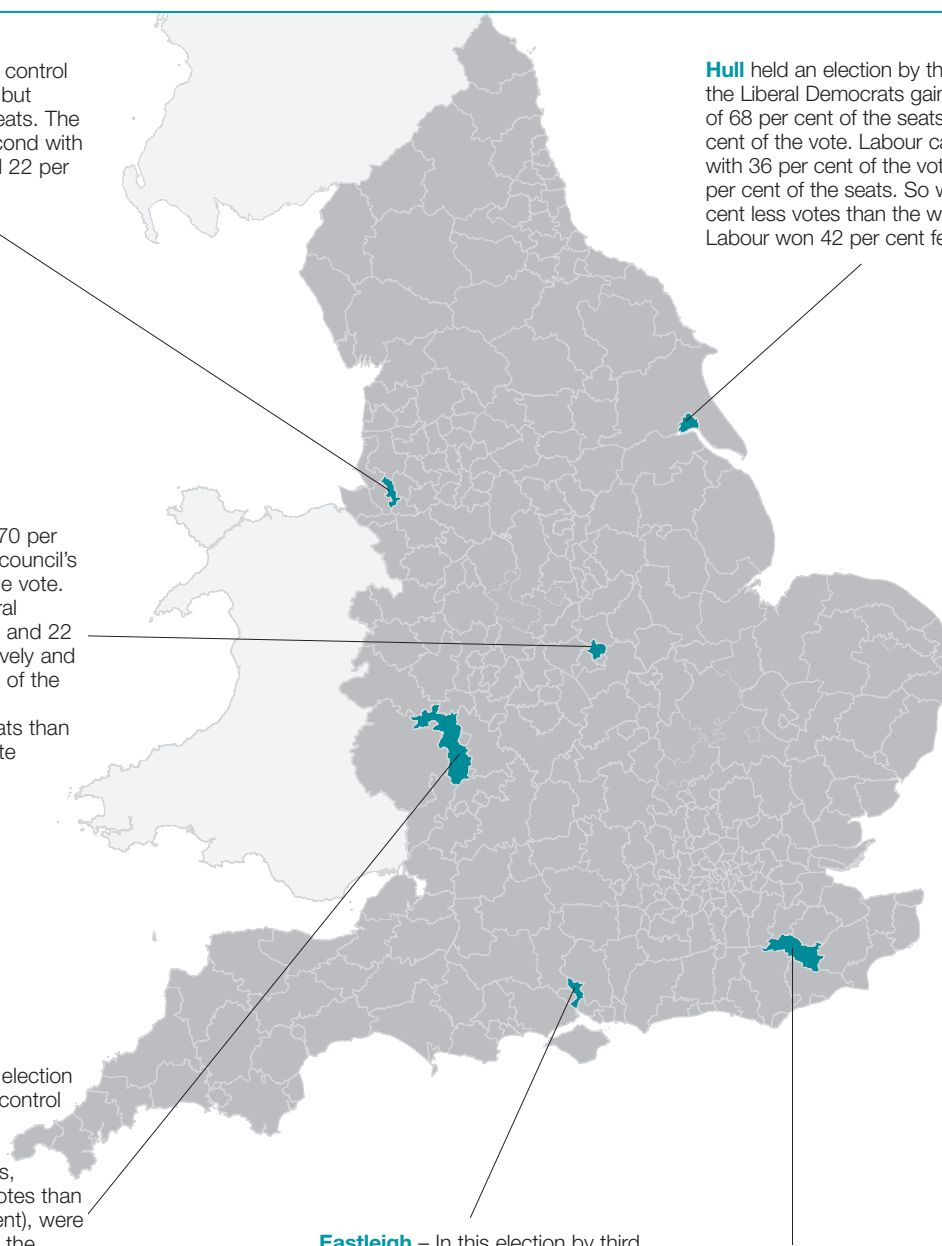 control
but
eats. The
cond with
22 per
Hull held an election by th
the Liberal Democrats gain
of 68 per cent of the seats
cent of the vote. Labour ca
with 36 per cent of the vot
per cent of the seats. So w
cent less votes than the w
Labour won 42 per cent fe
70 per
council's
e vote.
ral
and 22
vely and
of the
ats than
te
election
control
s,
otes than
ent), were
the
Eastleigh – In this election by third